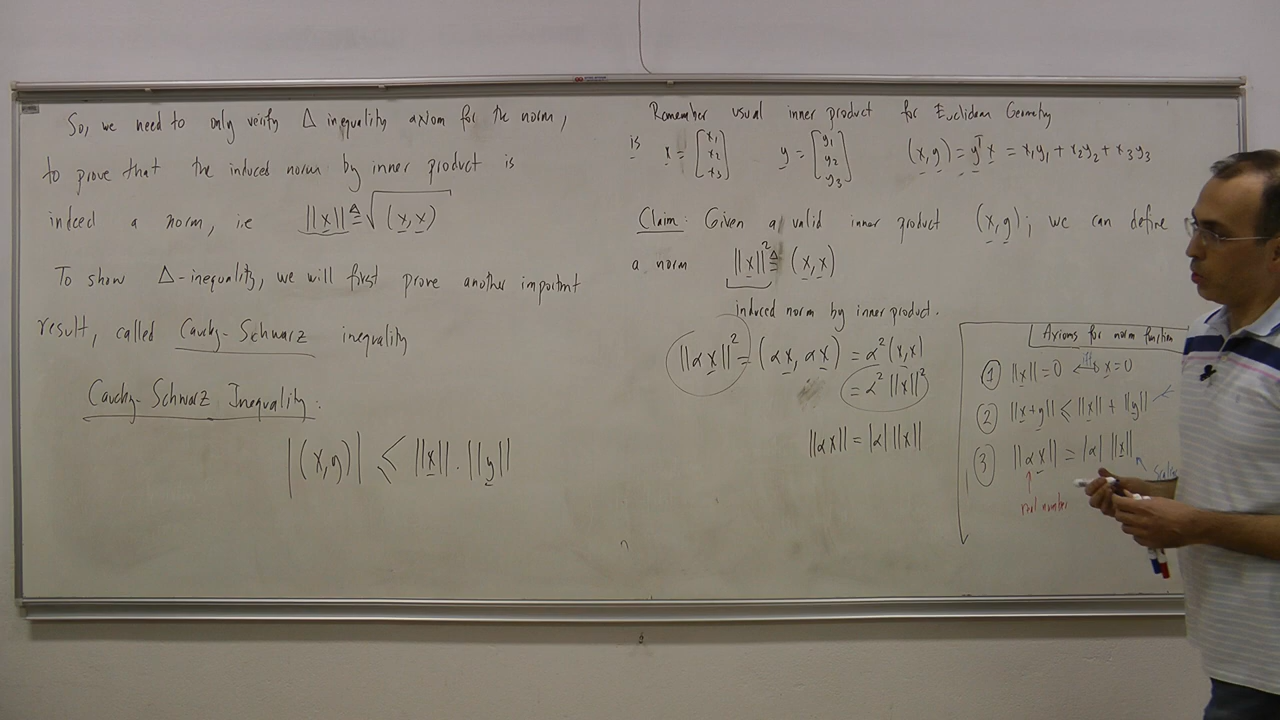 So, we need to only verify Δ inequality axiom for the norm,
to prove that the induced norm by inner product is
indeed a norm, i.e ||x|| ≜ √(x,x)
To show Δ-inequality, we will first prove another important
result, called Cauchy-Schwarz inequality
Cauchy-Schwarz Inequality:
|(x,y)| ≤ ||x|| . ||y||
Remember usual inner product for Euclidean Geometry
is x = [x₁ x₂ x₃] y = [y₁ y₂ y₃] (x,y) = yᵀx = x₁y₁ + x₂y₂ + x₃y₃
Claim: Given a valid inner product (x,y); we can define
a norm ||x||² ≜ (x,x)
induced norm by inner product.
||αx||² = (αx, αx) = α²(x,x)
= α²||x||²
||αx|| = |α| ||x||
Axioms for norm function
① ||x|| = 0 iff x = 0
② ||x+y|| ≤ ||x|| + ||y||
③ ||αx|| = |α| ||x||
real number